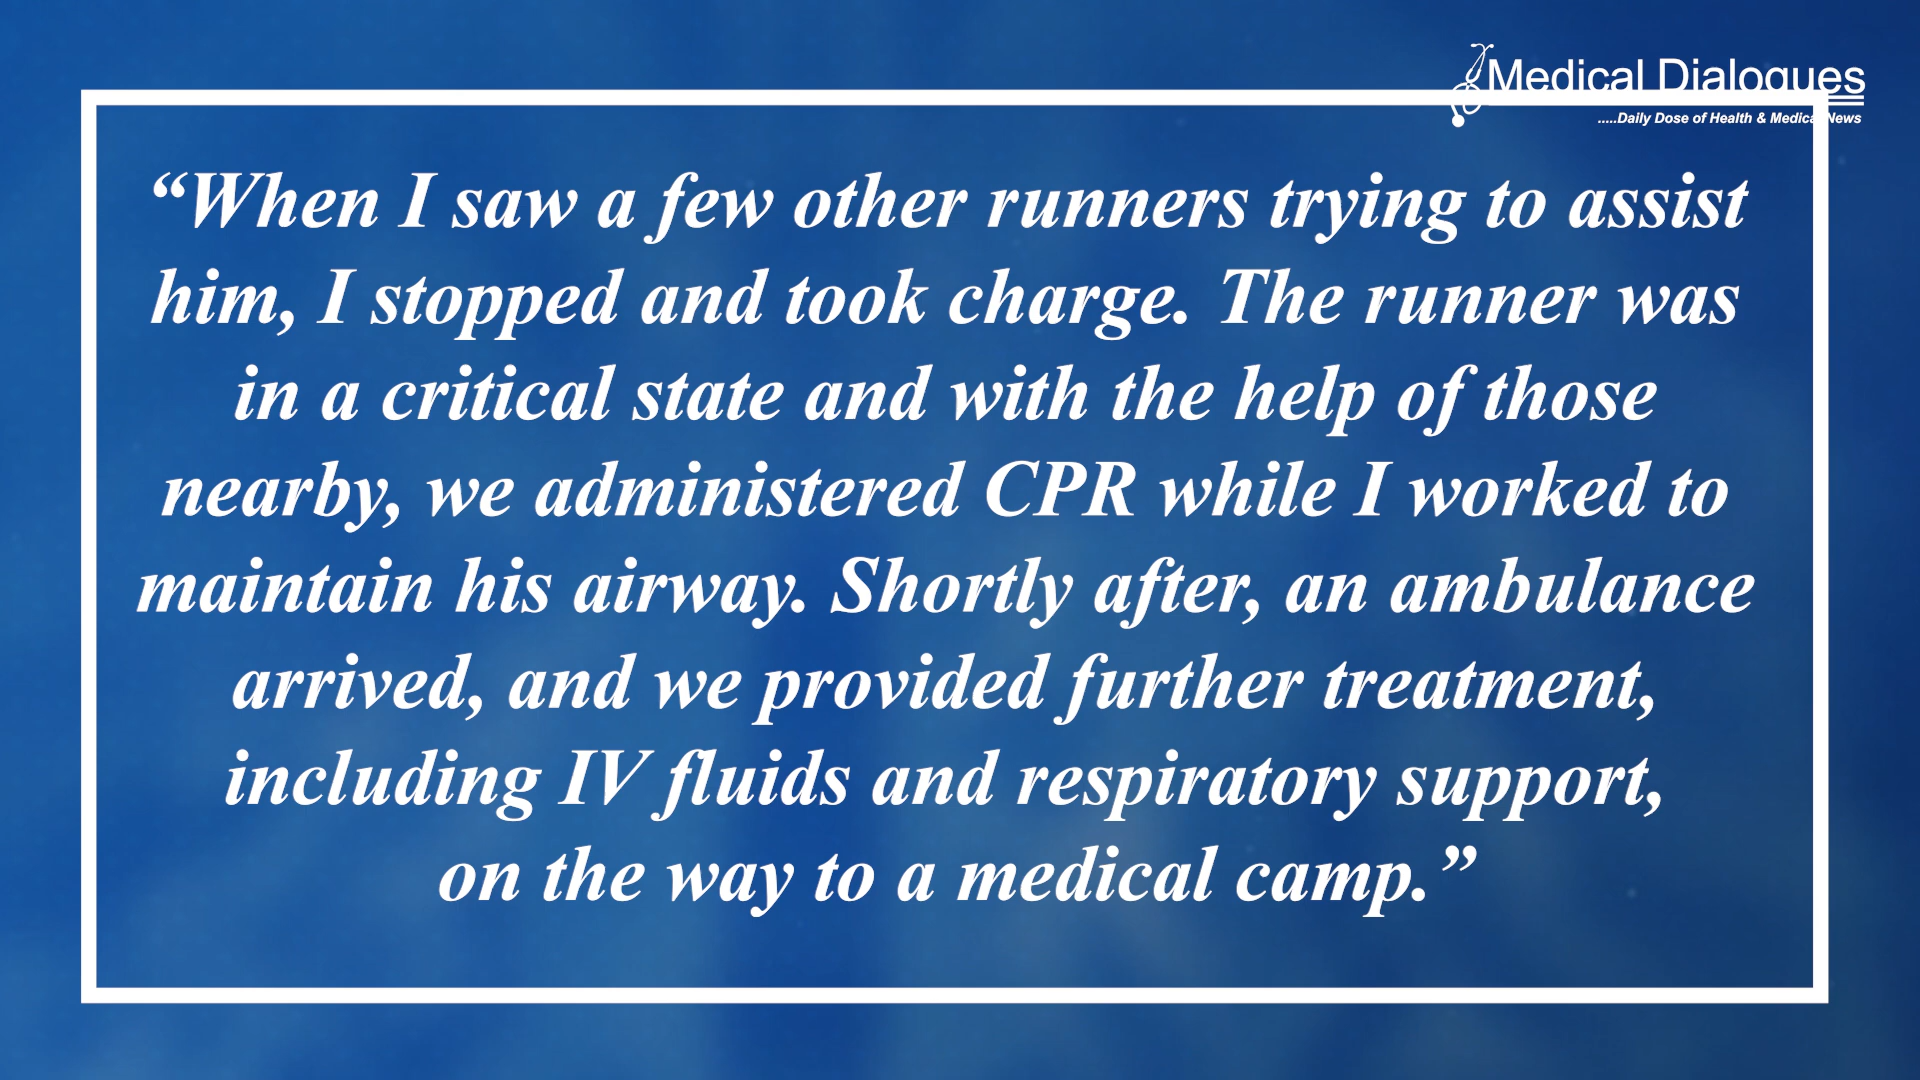 Medical Dialogues
.....Daily Dose of Health & Medical News
“When I saw a few other runners trying to assist
him, I stopped and took charge. The runner was
in a critical state and with the help of those
nearby, we administered CPR while I worked to
maintain his airway. Shortly after, an ambulance
arrived, and we provided further treatment,
including IV fluids and respiratory support,
on the way to a medical camp.”